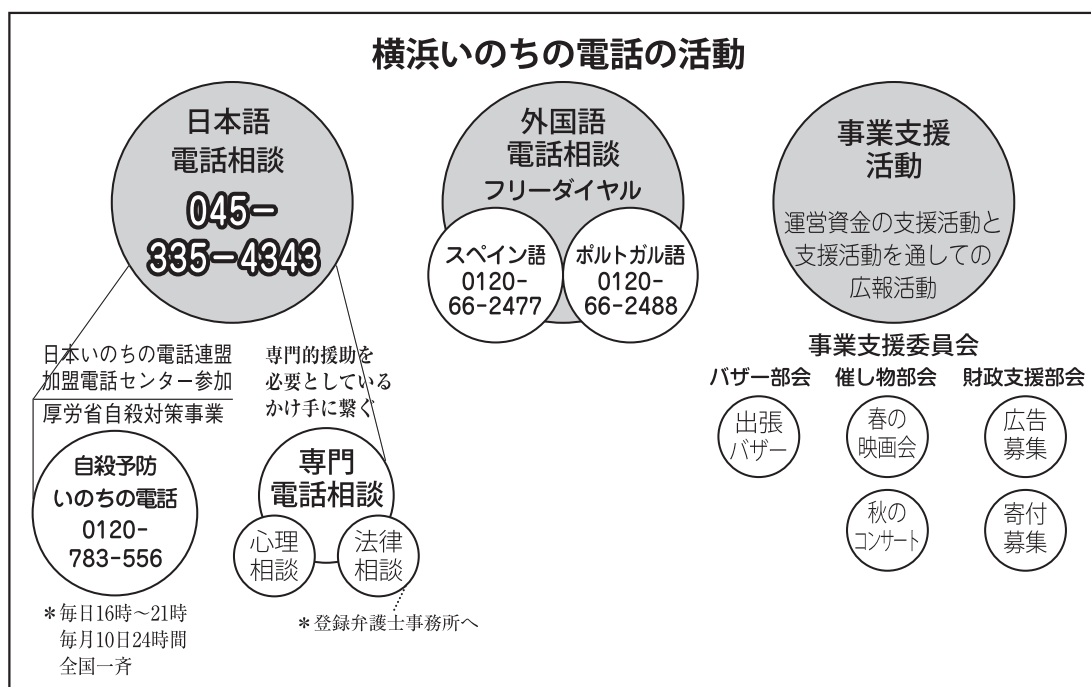 横浜いのちの電話の活動
日本語
電話相談
045-
335-4343
日本いのちの電話連盟
加盟電話センター参加
厚労省自殺対策事業
自殺予防
いのちの電話
0120-
783-556
*毎日16時~21時
毎月10日24時間
全国一斉
専門的援助を
必要としている
かけ手に繋ぐ
専門
電話相談
心理
相談
法律
相談
*登録弁護士事務所へ
外国語
電話相談
フリーダイヤル
スペイン語
0120-
66-2477
ポルトガル語
0120-
66-2488
事業支援
活動
運営資金の支援活動と
支援活動を通しての
広報活動
事業支援委員会
バザー部会
出張
バザー
催し物部会
春の
映画会
秋の
コンサート
財政支援部会
広告
募集
寄付
募集